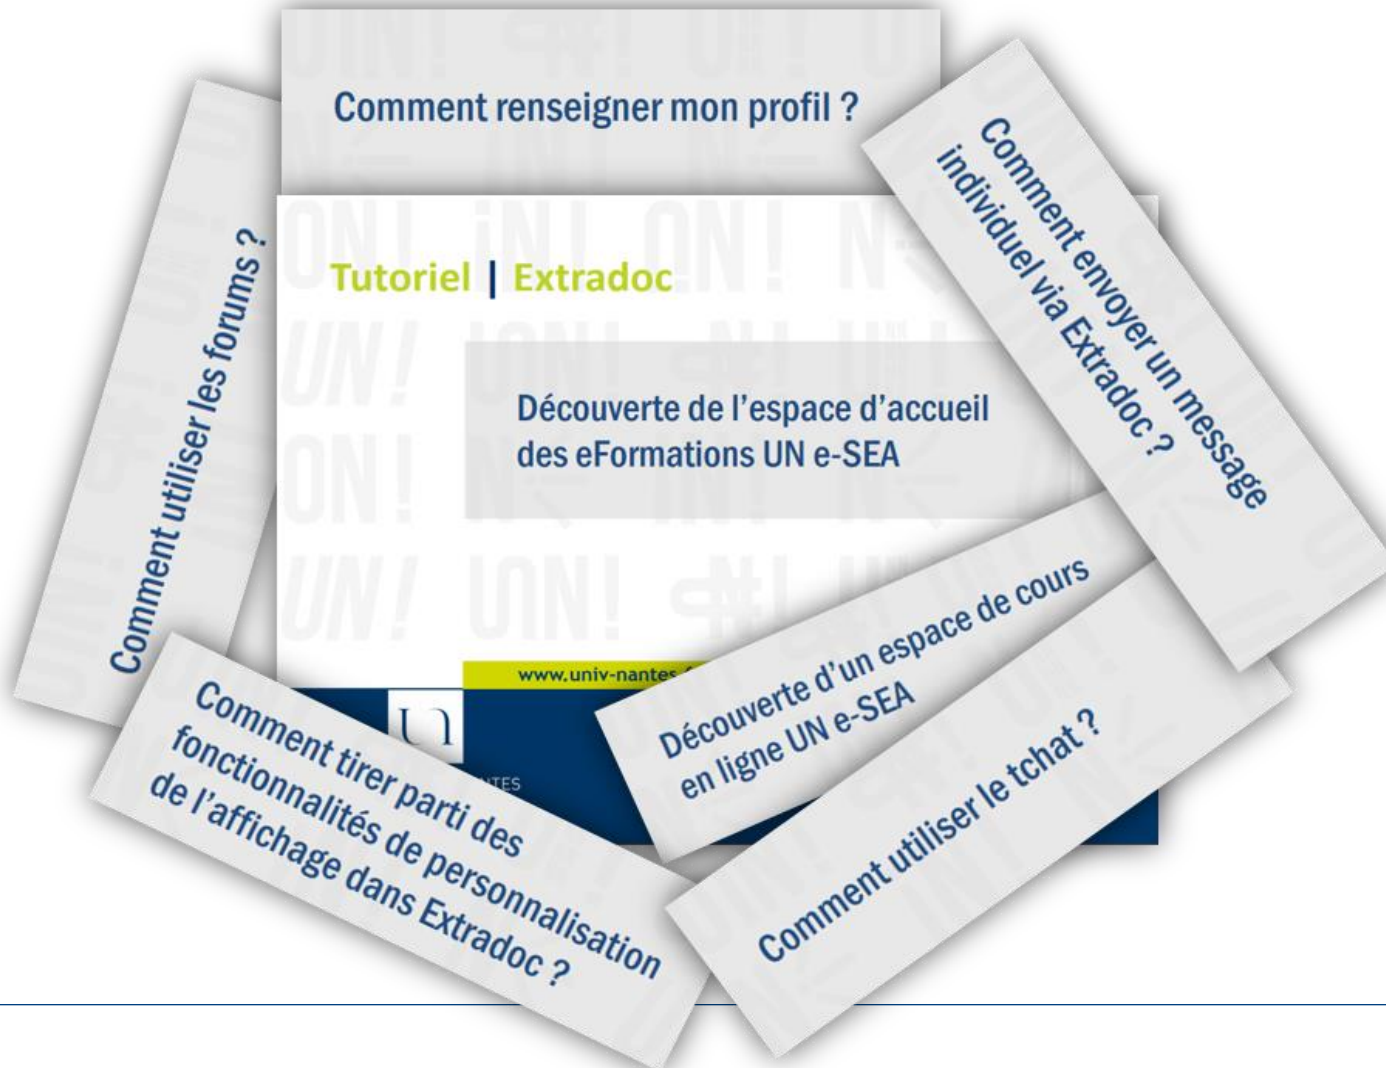 Comment renseigner mon profil ?
Comment envoyer un message
individuel via Extradoc ?
Comment utiliser les forums ?
Tutoriel | Extradoc
Découverte de l’espace d’accueil
des eFormations UN e-SEA
www.univ-nantes
Découverte d’un espace de cours
en ligne UN e-SEA
Comment utiliser le tchat ?
Comment tirer parti des
fonctionnalités de personnalisation
de l’affichage dans Extradoc ?